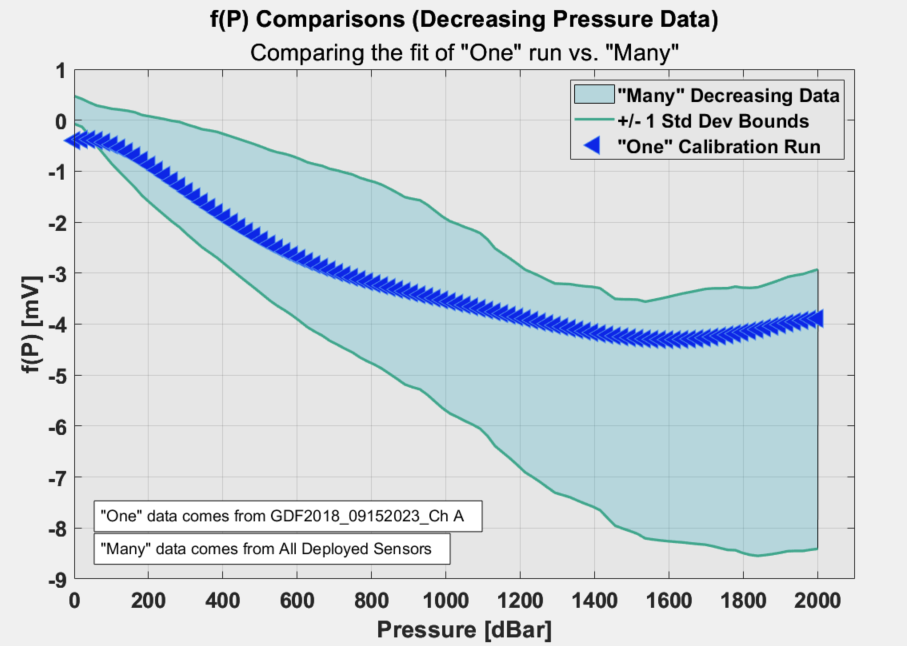 f(P) Comparisons (Decreasing Pressure Data)
Comparing the fit of "One" run vs. "Many"
"Many" Decreasing Data
+/- 1 Std Dev Bounds
"One" Calibration Run
1
0
-1
-2
-3
-4
-5
-6
-7
-8
-9
f(P) [mV]
"One" data comes from GDF2018_09152023_Ch A
"Many" data comes from All Deployed Sensors
0 200 400 600 800 1000 1200 1400 1600 1800 2000
Pressure [dBar]